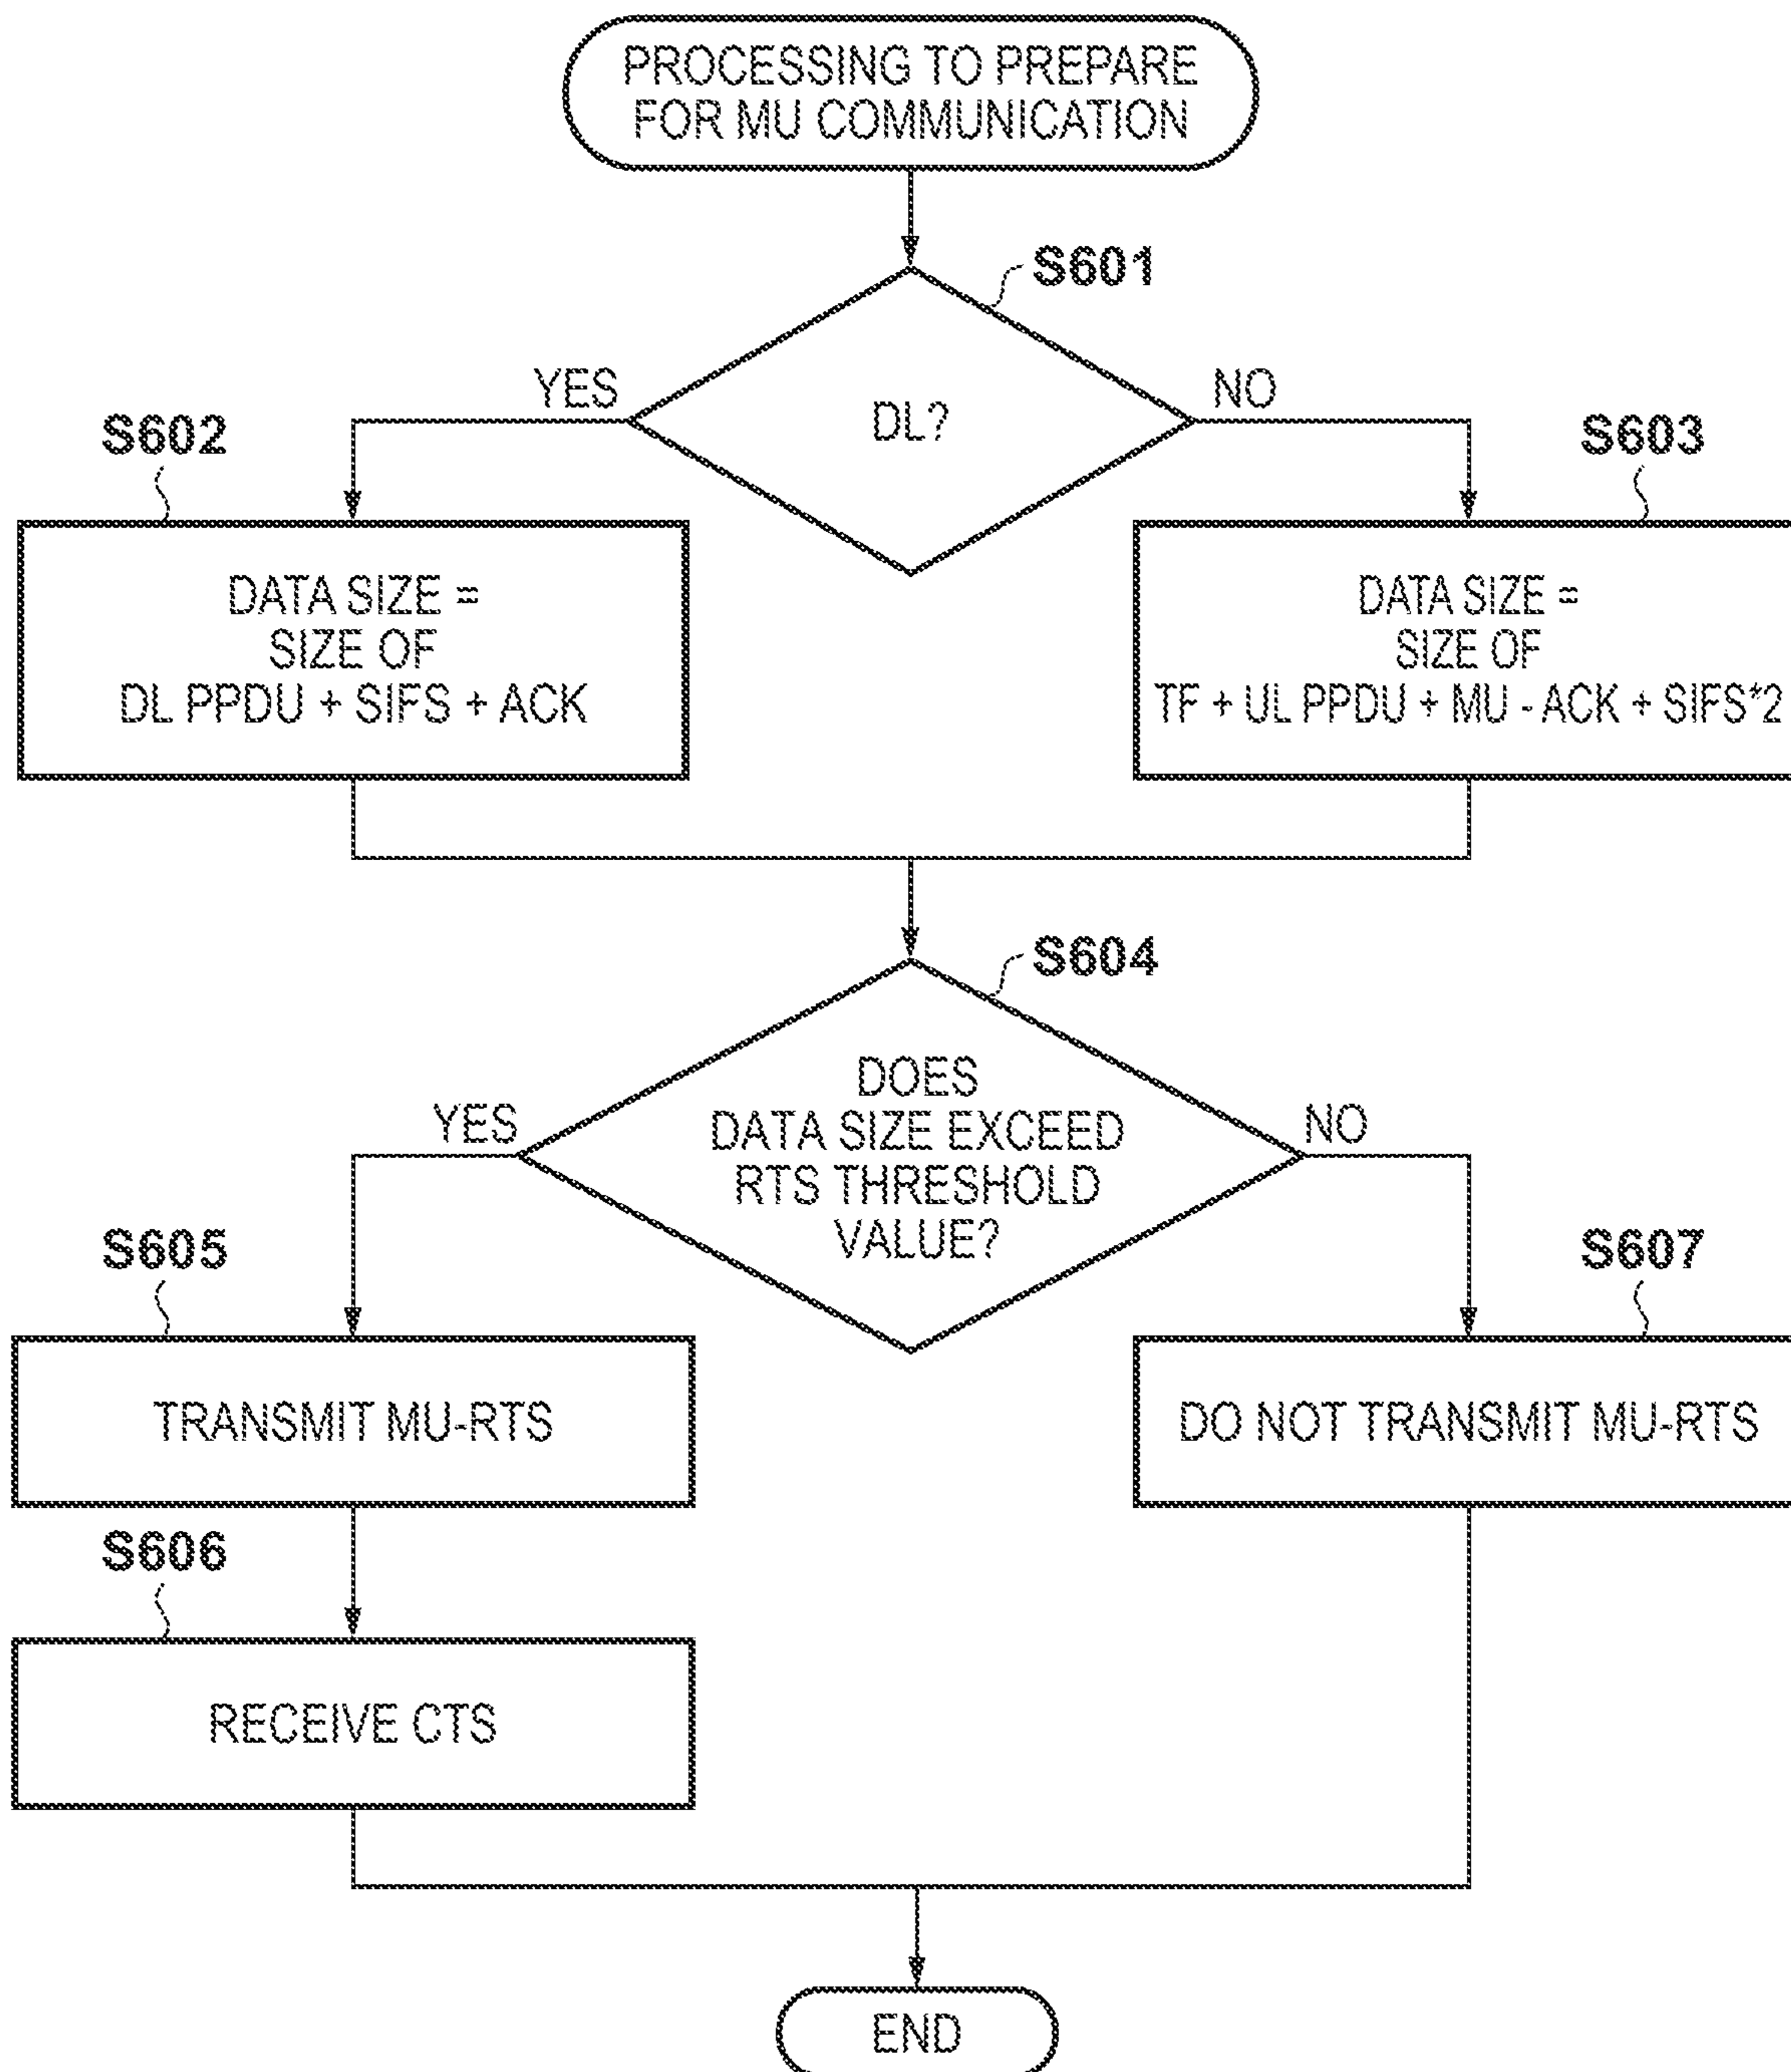 PROCESSING TO PREPARE
FOR MU COMMUNICATION
S601
DL?
YES
NO
S602
DATA SIZE =
SIZE OF
DL PPDU + SIFS + ACK
S603
DATA SIZE =
SIZE OF
TF + UL PPDU + MU - ACK + SIFS*2
S604
DOES
DATA SIZE EXCEED
RTS THRESHOLD
VALUE?
YES
NO
S605
TRANSMIT MU-RTS
S607
DO NOT TRANSMIT MU-RTS
S606
RECEIVE CTS
END